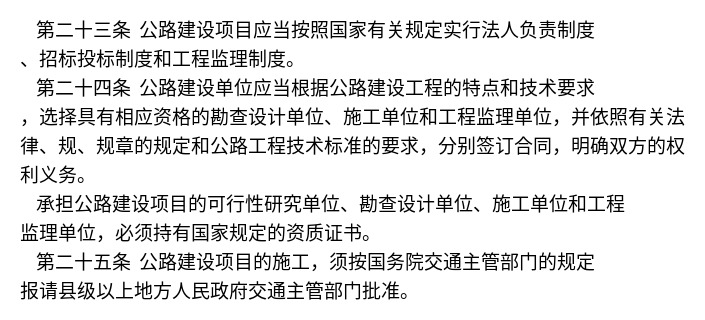 第二十三条 公路建设项目应当按照国家有关规定实行法人负责制度
、招标投标制度和工程监理制度。
第二十四条 公路建设单位应当根据公路建设工程的特点和技术要求
，选择具有相应资格的勘查设计单位、施工单位和工程监理单位，并依照有关法
律、规、规章的规定和公路工程技术标准的要求，分别签订合同，明确双方的权
利义务。
承担公路建设项目的可行性研究单位、勘查设计单位、施工单位和工程
监理单位，必须持有国家规定的资质证书。
第二十五条 公路建设项目的施工，须按国务院交通主管部门的规定
报请县级以上地方人民政府交通主管部门批准。